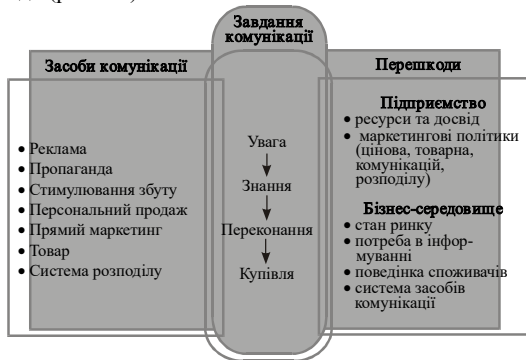 Завдання
комунікації
Засоби комунікації
• Реклама
• Пропаганда
• Стимулювання збуту
• Персональний продаж
• Прямий маркетинг
• Товар
• Система розподілу
Увага
Знання
Переконання
Купівля
Перешкоди
Підприємство
• ресурси та досвід
• маркетингові політики
(цінова, товарна,
комунікацій,
розподілу)
Бізнес-середовище
• стан ринку
• потреба в інфор-
муванні
• поведінка споживачів
• система засобів
комунікації